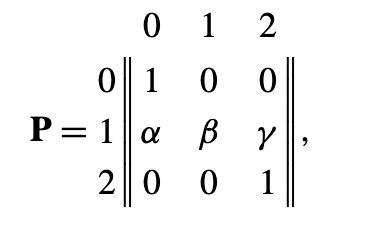 0 1 2
0 ‖ 1 0 0 ‖
P = 1 ‖ α β γ ‖ ,
2 ‖ 0 0 1 ‖